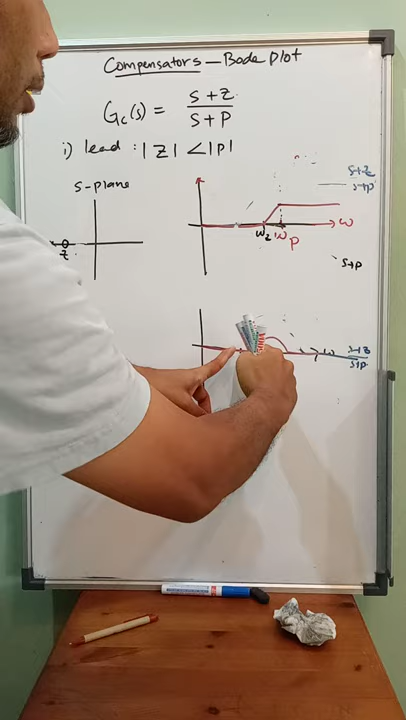 Compensators – Bode plot
Gc(s) = s+z / s+p
i) lead : |z| < |p|
s-plane
z
s+z
s+p
ωz ωp
ω
s+p
ω
s+z
s+p